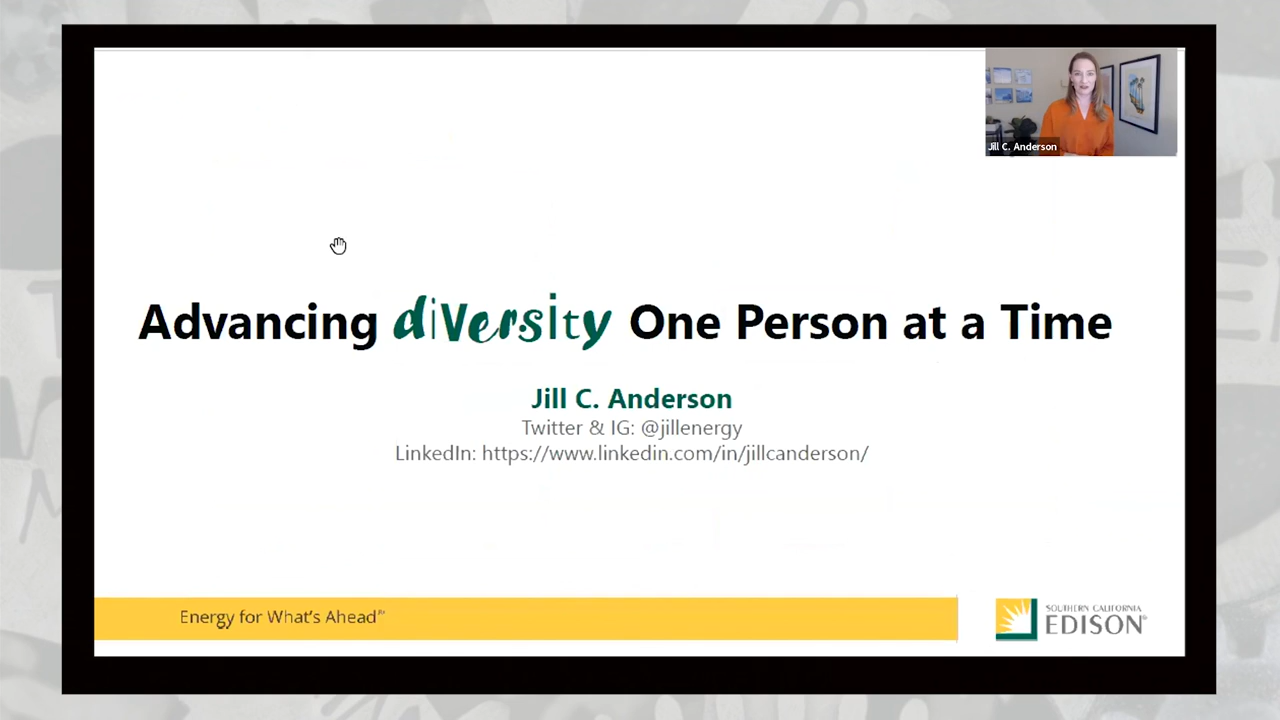 Jill C. Anderson
Advancing diversity One Person at a Time
Jill C. Anderson
Twitter & IG: @jillenergy
LinkedIn: https://www.linkedin.com/in/jillcanderson/
Energy for What's Ahead
SOUTHERN CALIFORNIA
EDISON®